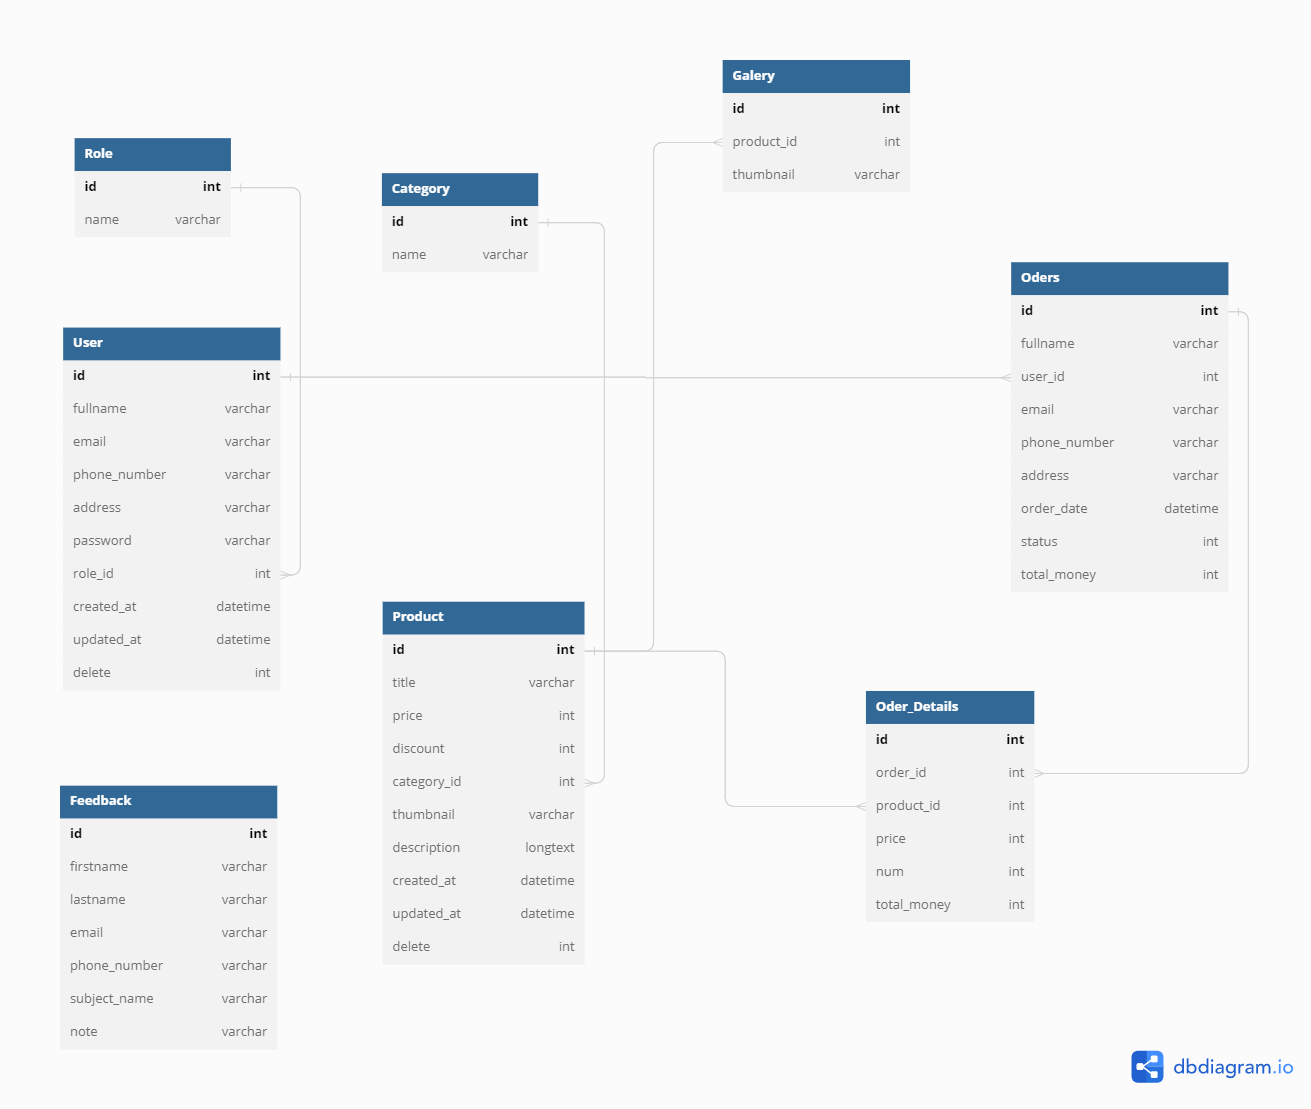 Galery
id int
product_id int
thumbnail varchar
Role
id int
name varchar
Category
id int
name varchar
Oders
id int
fullname varchar
user_id int
email varchar
phone_number varchar
address varchar
order_date datetime
status int
total_money int
User
id int
fullname varchar
email varchar
phone_number varchar
address varchar
password varchar
role_id int
created_at datetime
updated_at datetime
delete int
Product
id int
title varchar
price int
discount int
category_id int
thumbnail varchar
description longtext
created_at datetime
updated_at datetime
delete int
Oder_Details
id int
order_id int
product_id int
price int
num int
total_money int
Feedback
id int
firstname varchar
lastname varchar
email varchar
phone_number varchar
subject_name varchar
note varchar
dbdiagram.io